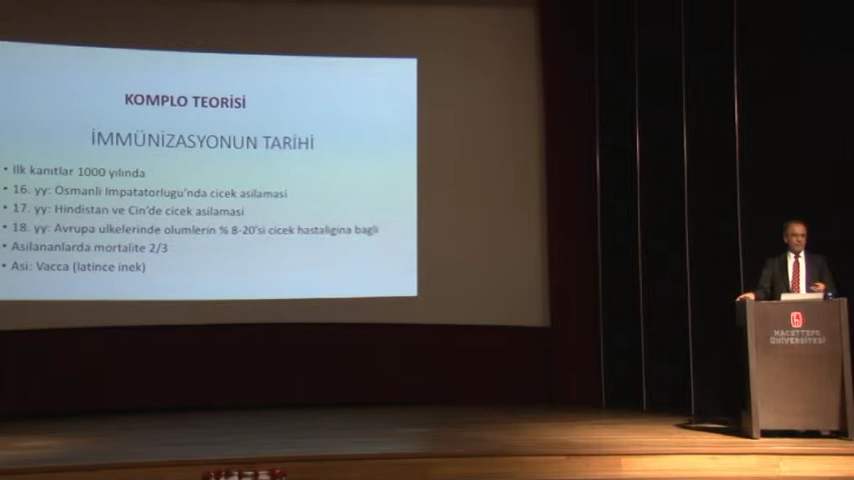 KOMPLO TEORİSİ
İMMÜNİZASYONUN TARİHİ
• İlk kanıtlar 1000 yılında
• 16. yy: Osmanli Impatatorlugu'nda cicek asilamasi
• 17. yy: Hindistan ve Cin'de cicek asilamasi
• 18. yy: Avrupa ulkelerinde olumlerin % 8-20'si cicek hastaligina bagli
• Asilananlarda mortalite 2/3
• Asi: Vacca (latince inek)
HACETTEPE
ÜNİVERSİTESİ